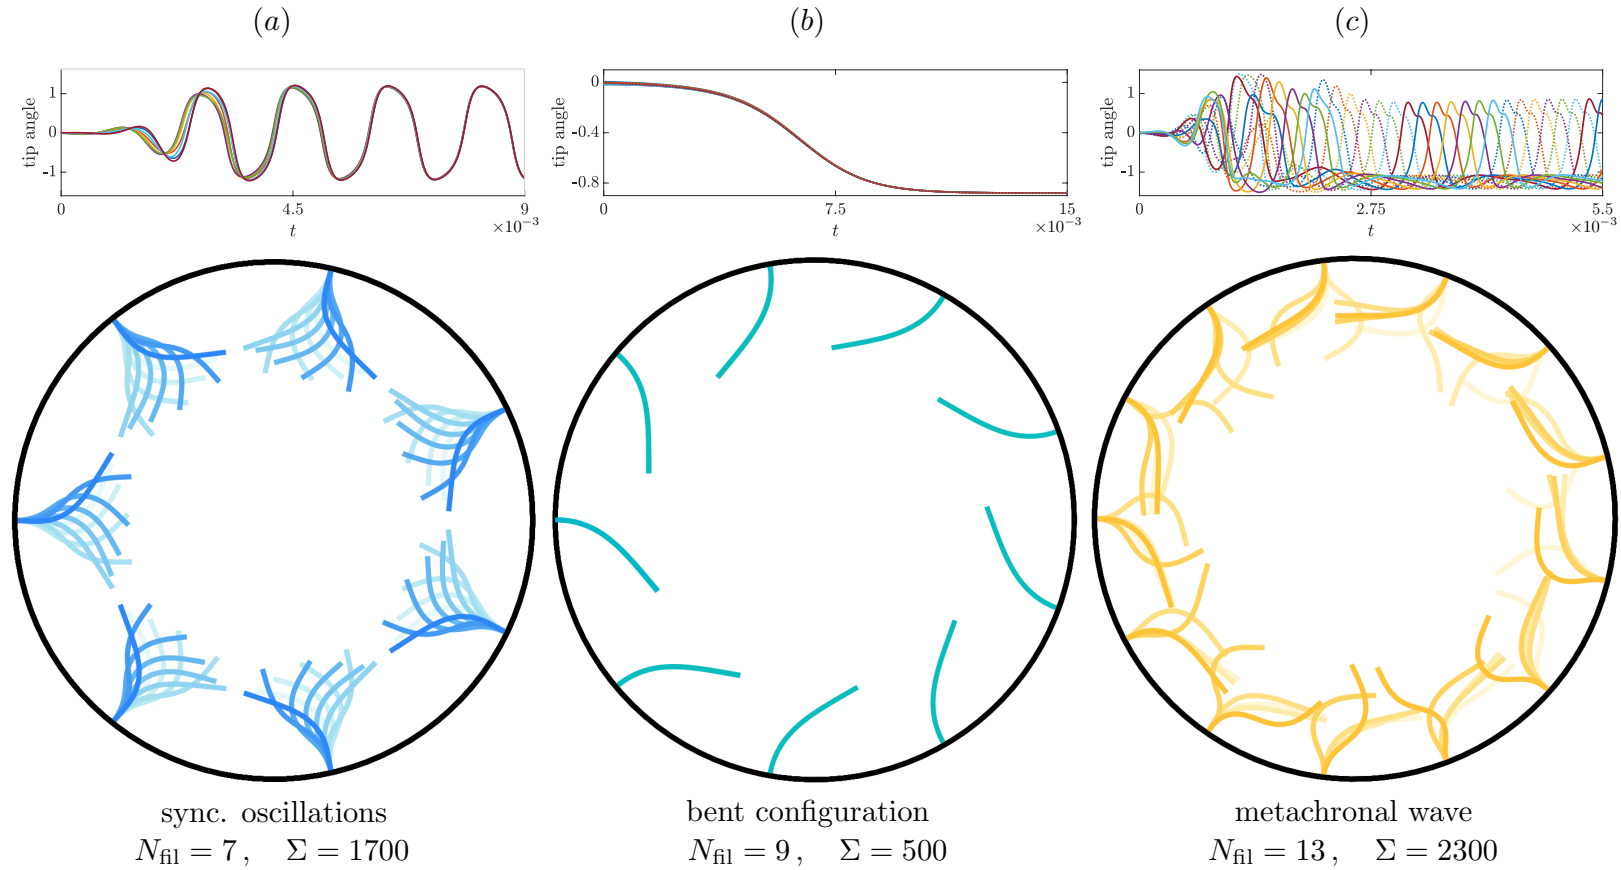 (a)
(b)
(c)
tip angle
1
0
-1
0
4.5
9
t
×10⁻³
tip angle
0
-0.4
-0.8
0
7.5
15
t
×10⁻³
tip angle
1
0
-1
0
2.75
5.5
t
×10⁻³
sync. oscillations
N_fil = 7 , Σ = 1700
bent configuration
N_fil = 9 , Σ = 500
metachronal wave
N_fil = 13 , Σ = 2300